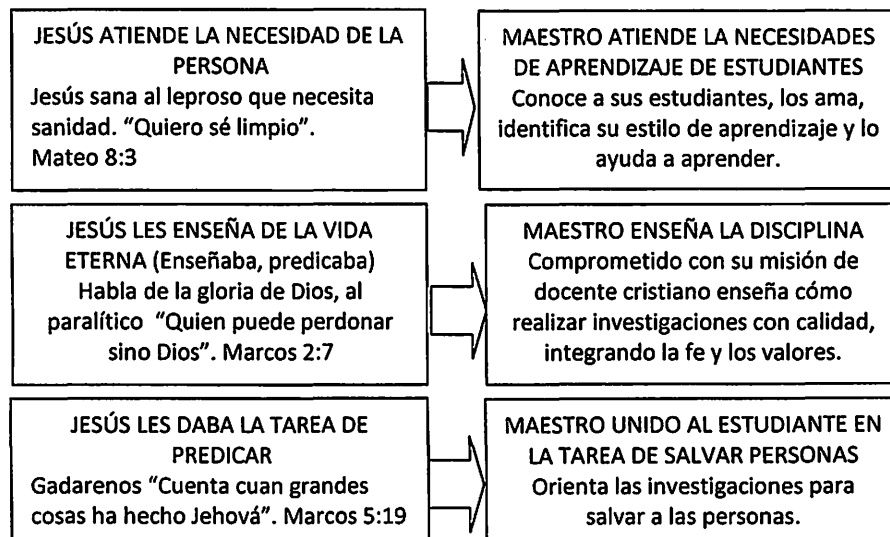 JESÚS ATIENDE LA NECESIDAD DE LA
PERSONA
Jesús sana al leproso que necesita
sanidad. "Quiero sé limpio".
Mateo 8:3
MAESTRO ATIENDE LA NECESIDADES
DE APRENDIZAJE DE ESTUDIANTES
Conoce a sus estudiantes, los ama,
identifica su estilo de aprendizaje y lo
ayuda a aprender.
JESÚS LES ENSEÑA DE LA VIDA
ETERNA (Enseñaba, predicaba)
Habla de la gloria de Dios, al
paralítico "Quien puede perdonar
sino Dios". Marcos 2:7
MAESTRO ENSEÑA LA DISCIPLINA
Comprometido con su misión de
docente cristiano enseña cómo
realizar investigaciones con calidad,
integrando la fe y los valores.
JESÚS LES DABA LA TAREA DE
PREDICAR
Gadarenos "Cuenta cuan grandes
cosas ha hecho Jehová". Marcos 5:19
MAESTRO UNIDO AL ESTUDIANTE EN
LA TAREA DE SALVAR PERSONAS
Orienta las investigaciones para
salvar a las personas.